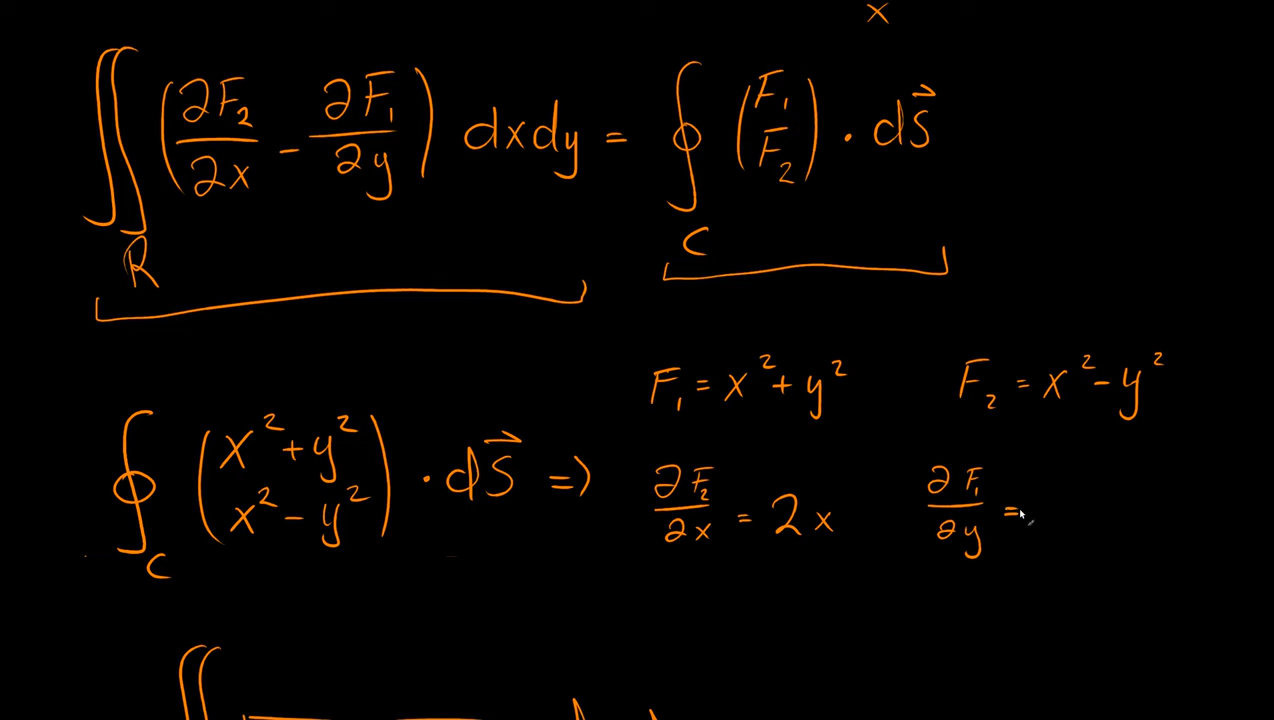 x
∬_R (∂F₂/∂x − ∂F₁/∂y) dxdy = ∮_C (F₁ F₂) · dS⃗
F₁ = x² + y² F₂ = x² − y²
∮_C (x² + y² x² − y²) · dS⃗ ⇒ ∂F₂/∂x = 2x ∂F₁/∂y =